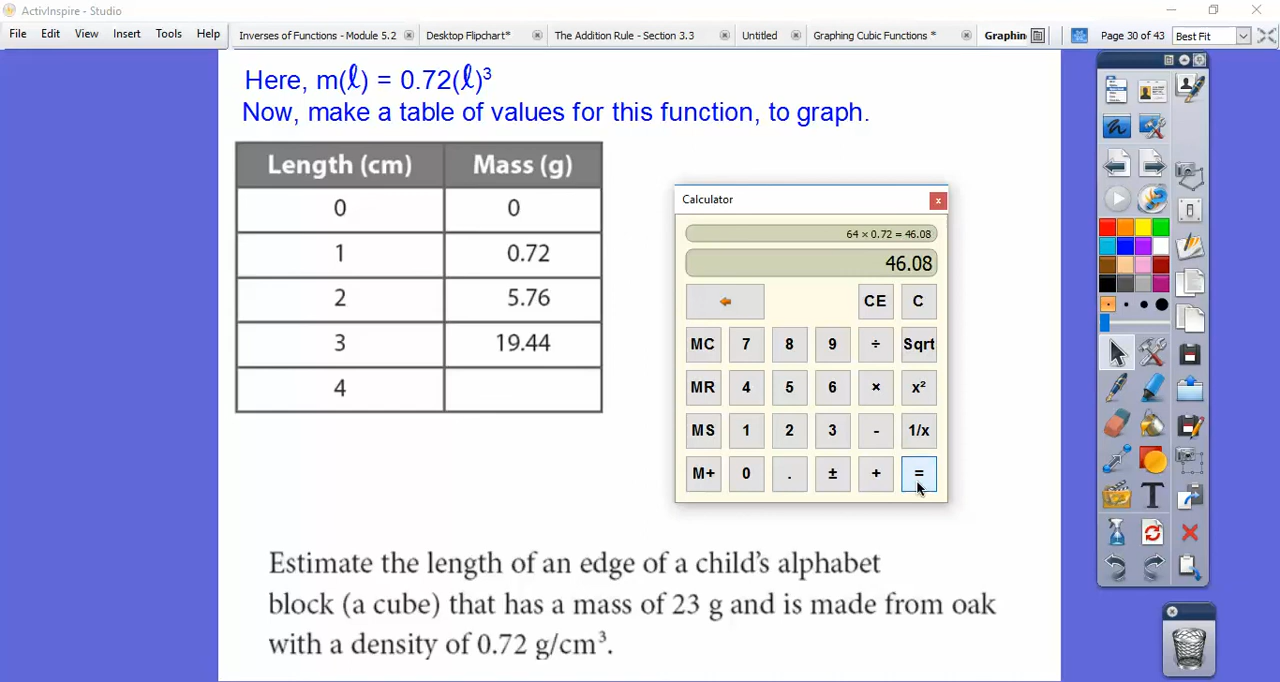 ActivInspire - Studio
File Edit View Insert Tools Help
Inverses of Functions - Module 5.2 Desktop Flipchart* The Addition Rule - Section 3.3 Untitled Graphing Cubic Functions * Graphin Page 30 of 43 Best Fit
Here, m(ℓ) = 0.72(ℓ)³
Now, make a table of values for this function, to graph.
Length (cm) Mass (g)
0 0
1 0.72
2 5.76
3 19.44
4
Calculator x
64 × 0.72 = 46.08
46.08
CE C
MC 7 8 9 ÷ Sqrt
MR 4 5 6 × x²
MS 1 2 3 - 1/x
M+ 0 . ± + =
Estimate the length of an edge of a child's alphabet
block (a cube) that has a mass of 23 g and is made from oak
with a density of 0.72 g/cm³.
T